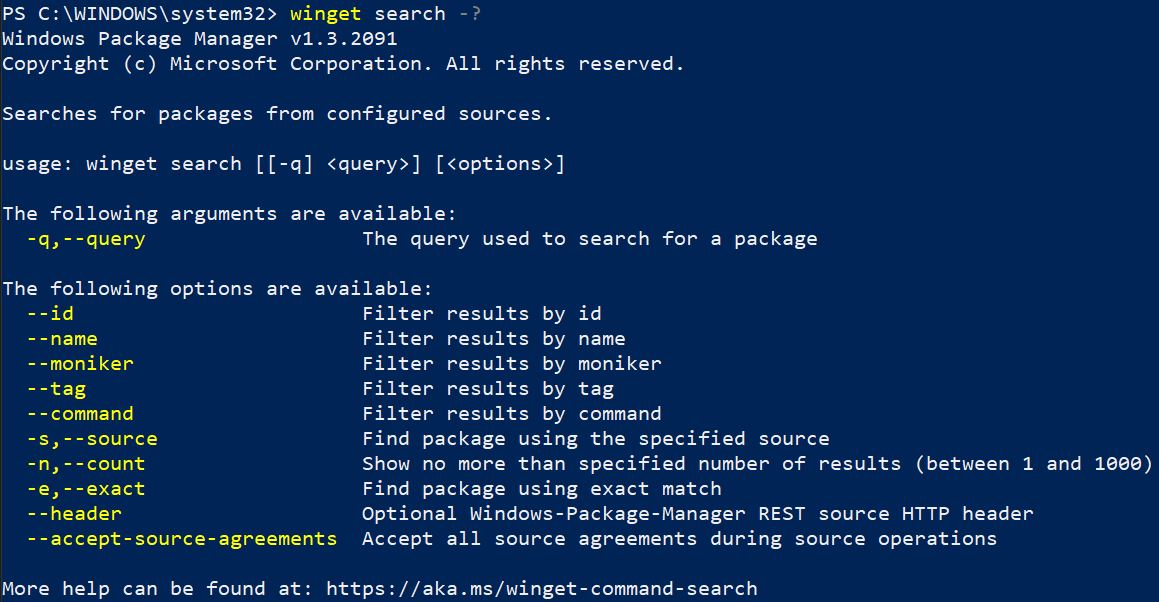 PS C:\WINDOWS\system32> winget search -?
Windows Package Manager v1.3.2091
Copyright (c) Microsoft Corporation. All rights reserved.
Searches for packages from configured sources.
usage: winget search [[-q] <query>] [<options>]
The following arguments are available:
-q,--query The query used to search for a package
The following options are available:
--id Filter results by id
--name Filter results by name
--moniker Filter results by moniker
--tag Filter results by tag
--command Filter results by command
-s,--source Find package using the specified source
-n,--count Show no more than specified number of results (between 1 and 1000)
-e,--exact Find package using exact match
--header Optional Windows-Package-Manager REST source HTTP header
--accept-source-agreements Accept all source agreements during source operations
More help can be found at: https://aka.ms/winget-command-search